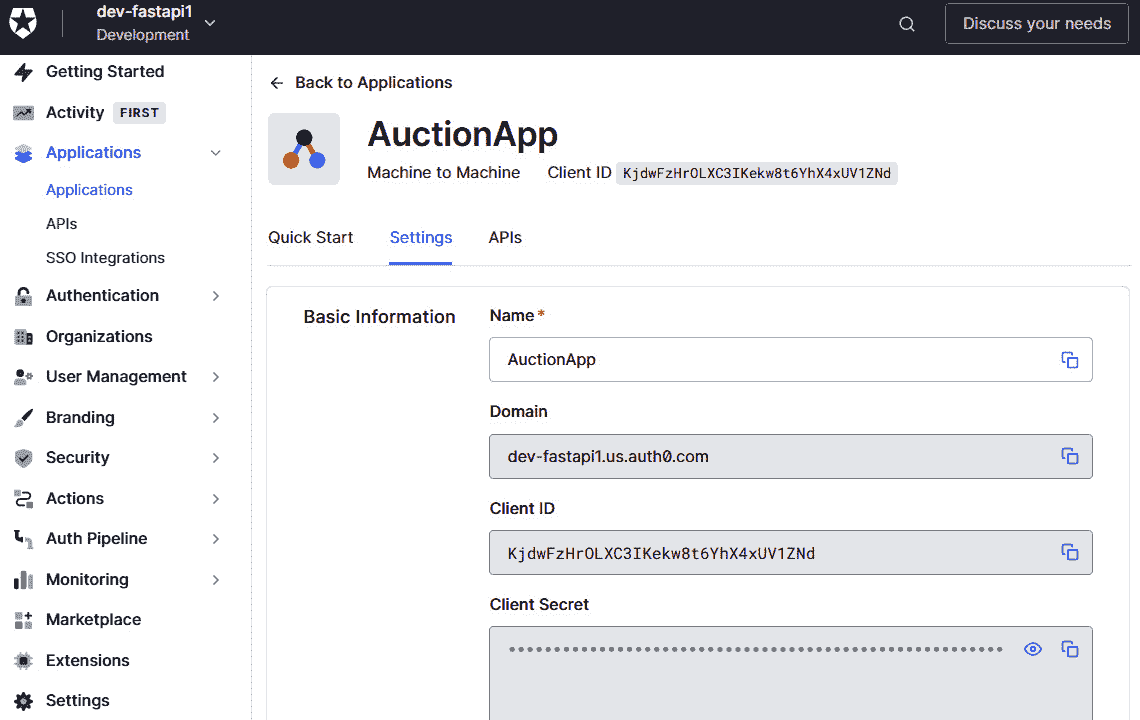 dev-fastapi1
Development
Discuss your needs
Getting Started
Activity FIRST
Applications
Applications
APIs
SSO Integrations
Authentication
Organizations
User Management
Branding
Security
Actions
Auth Pipeline
Monitoring
Marketplace
Extensions
Settings
Back to Applications
AuctionApp
Machine to Machine Client ID KjdwFzHrOLXC3IKekw8t6YhX4xUV1ZNd
Quick Start Settings APIs
Basic Information
Name*
AuctionApp
Domain
dev-fastapi1.us.auth0.com
Client ID
KjdwFzHrOLXC3IKekw8t6YhX4xUV1ZNd
Client Secret